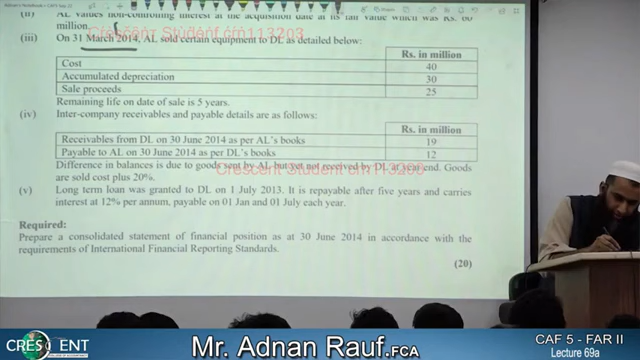 (ii) AL values non-controlling interest at the acquisition date at its fair value which was Rs. 60
million.
Crescent Student cm113203
(iii) On 31 March 2014, AL sold certain equipment to DL as detailed below:
Rs. in million
Cost 40
Accumulated depreciation 30
Sale proceeds 25
Remaining life on date of sale is 5 years.
(iv) Inter-company receivables and payable details are as follows:
Rs. in million
Receivables from DL on 30 June 2014 as per AL's books 19
Payable to AL on 30 June 2014 as per DL's books 12
Difference in balances is due to goods sent by AL but yet not received by DL at year end. Goods
are sold cost plus 20%.
Crescent Student cm113203
(v) Long term loan was granted to DL on 1 July 2013. It is repayable after five years and carries
interest at 12% per annum, payable on 01 Jan and 01 July each year.
Required:
Prepare a consolidated statement of financial position as at 30 June 2014 in accordance with the
requirements of International Financial Reporting Standards.
(20)
CRESCENT
Mr. Adnan Rauf.FCA
CAF 5 - FAR II
Lecture 69a